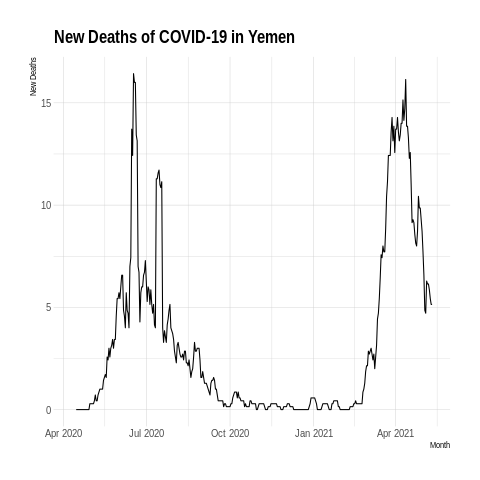 New Deaths of COVID-19 in Yemen
New Deaths
15
10
5
0
Apr 2020 Jul 2020 Oct 2020 Jan 2021 Apr 2021
Month